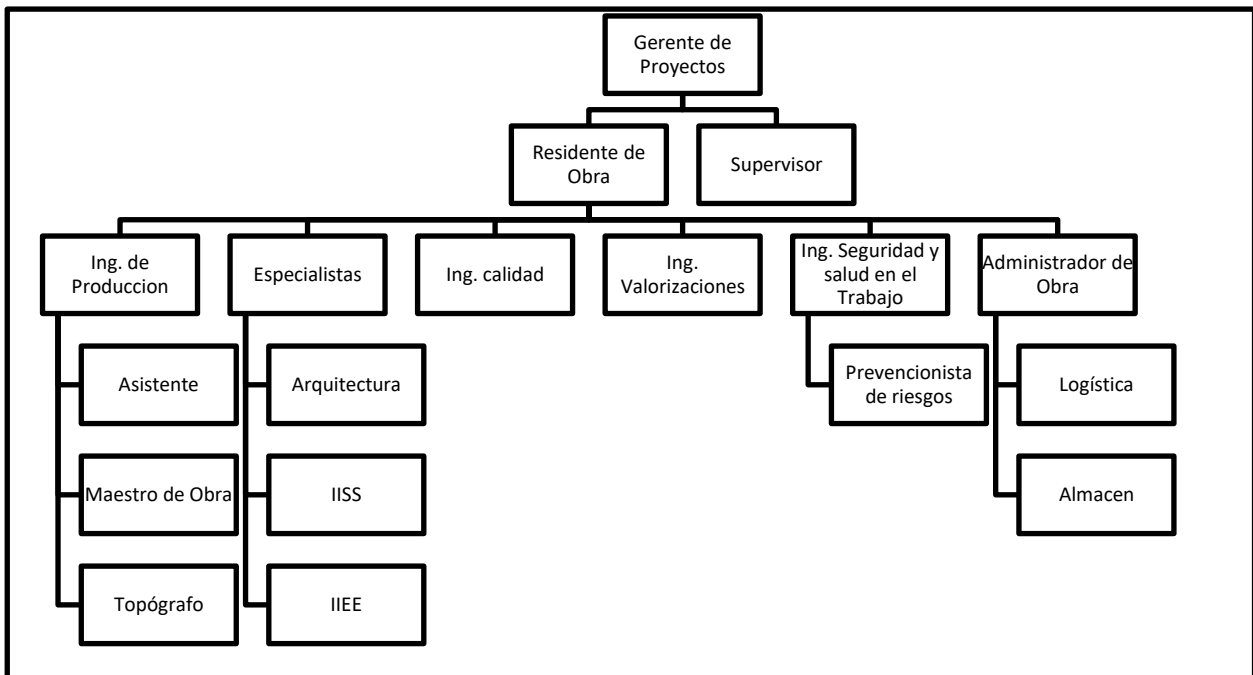 Gerente de
Proyectos
Residente de
Obra
Supervisor
Ing. de
Produccion
Especialistas
Ing. calidad
Ing.
Valorizaciones
Ing. Seguridad y
salud en el
Trabajo
Administrador de
Obra
Asistente
Arquitectura
Prevencionista
de riesgos
Logística
Maestro de Obra
IISS
Almacen
Topógrafo
IIEE